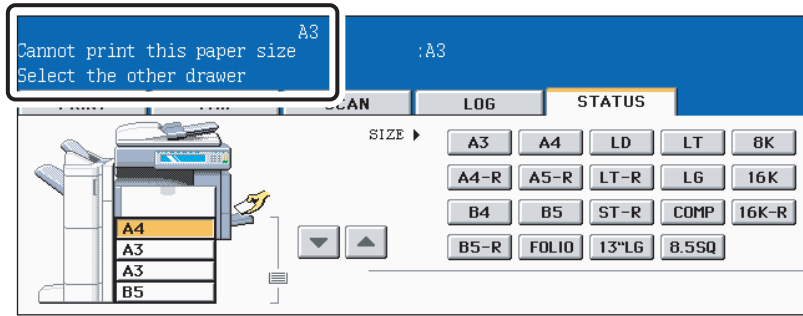 A3
Cannot print this paper size :A3
Select the other drawer
LOG STATUS
SIZE
A3 A4 LD LT 8K
A4-R A5-R LT-R LG 16K
B4 B5 ST-R COMP 16K-R
B5-R FOLIO 13"LG 8.5SQ
A4
A3
A3
B5